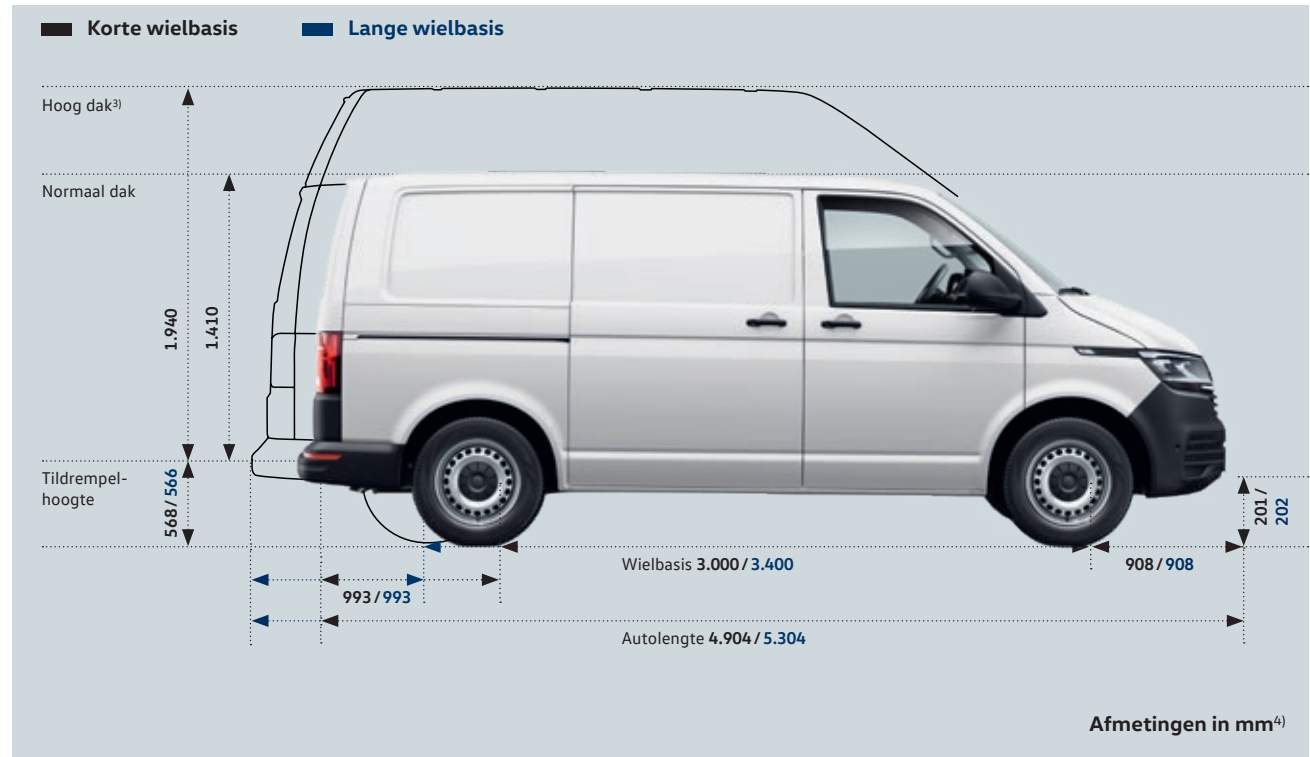 Korte wielbasis
Lange wielbasis
Hoog dak3)
Normaal dak
1.940
1.410
Tildrempel-
hoogte
568 / 566
201 /
202
Wielbasis 3.000 / 3.400
908 / 908
993 / 993
Autolengte 4.904 / 5.304
Afmetingen in mm4)